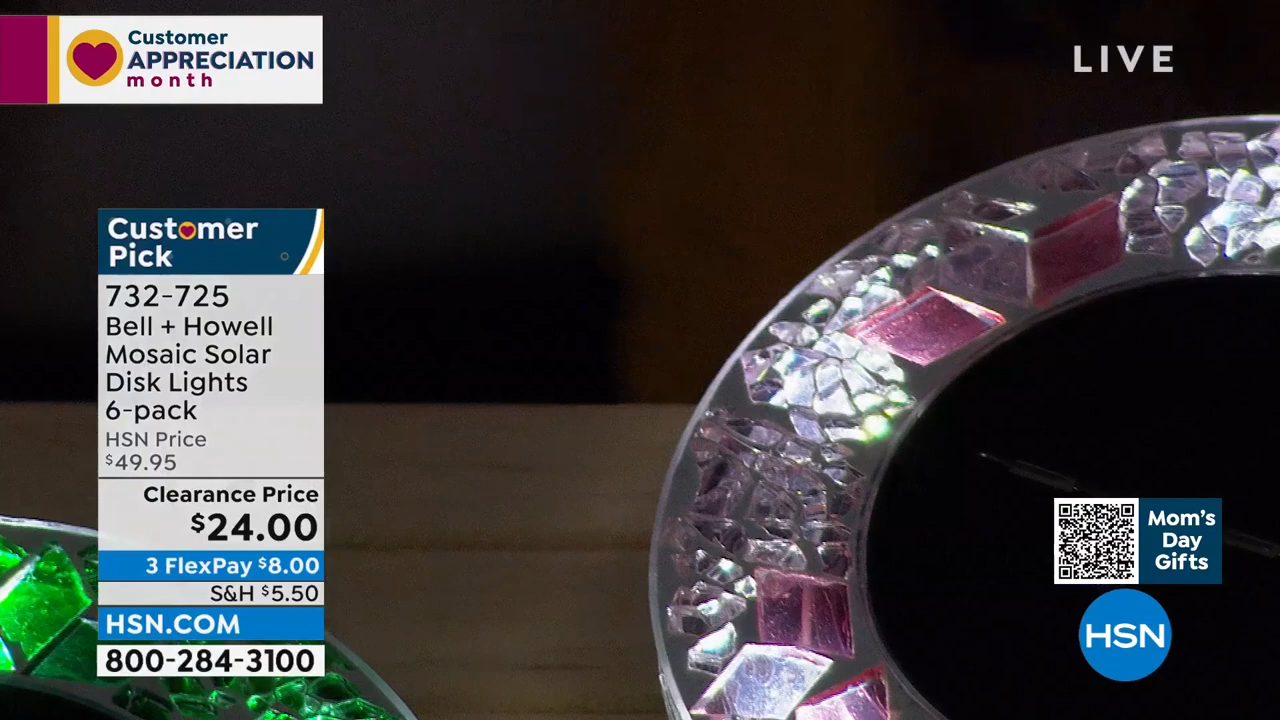 Customer
APPRECIATION
month
LIVE
Customer
Pick
732-725
Bell + Howell
Mosaic Solar
Disk Lights
6-pack
HSN Price
$49.95
Clearance Price
$24.00
3 FlexPay $8.00
S&H $5.50
HSN.COM
800-284-3100
Mom's
Day
Gifts
HSN